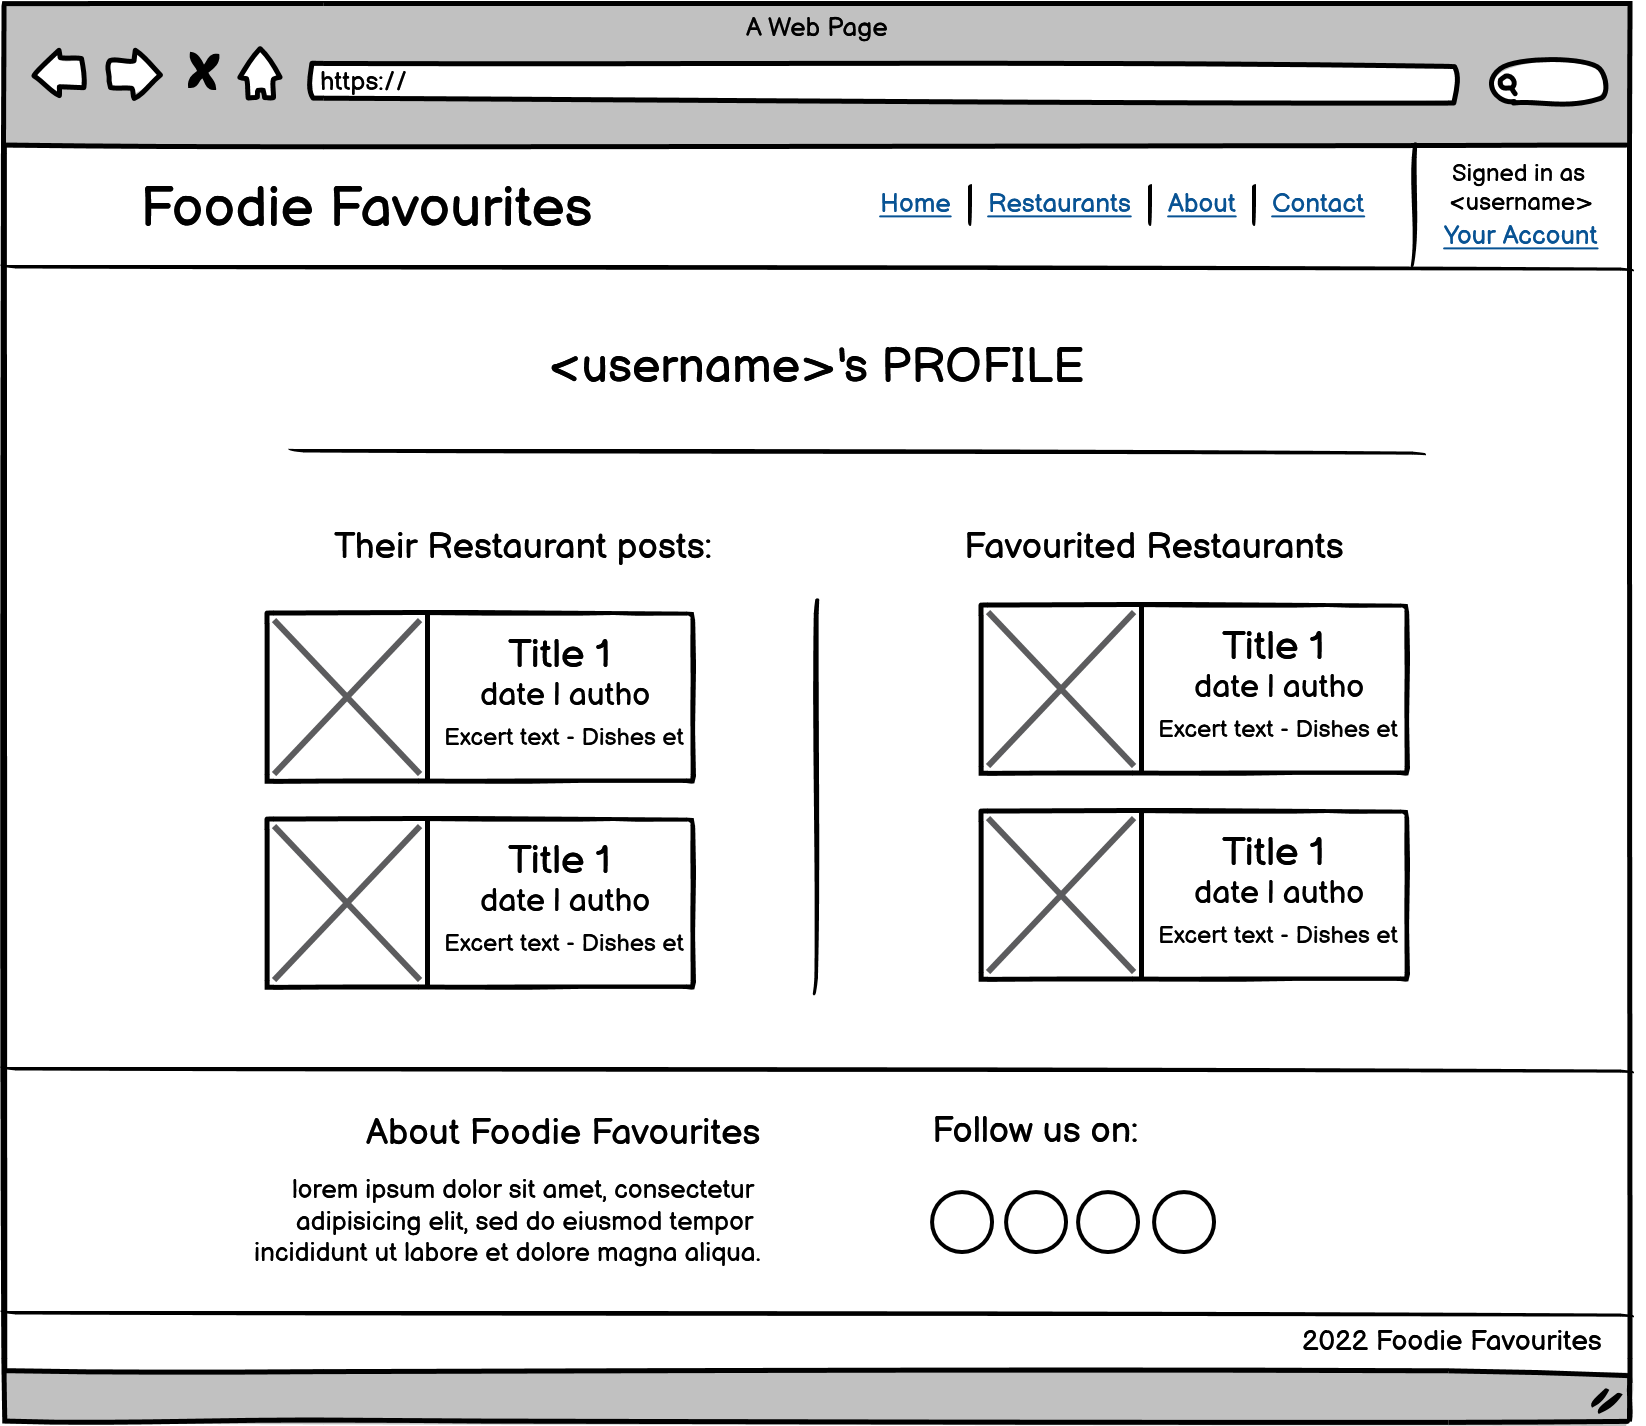 A Web Page
https://
Foodie Favourites
Home | Restaurants | About | Contact
Signed in as
<username>
Your Account
<username>'s PROFILE
Their Restaurant posts:
Title 1
date | autho
Excert text - Dishes et
Title 1
date | autho
Excert text - Dishes et
Favourited Restaurants
Title 1
date | autho
Excert text - Dishes et
Title 1
date | autho
Excert text - Dishes et
About Foodie Favourites
lorem ipsum dolor sit amet, consectetur
adipisicing elit, sed do eiusmod tempor
incididunt ut labore et dolore magna aliqua.
Follow us on:
2022 Foodie Favourites